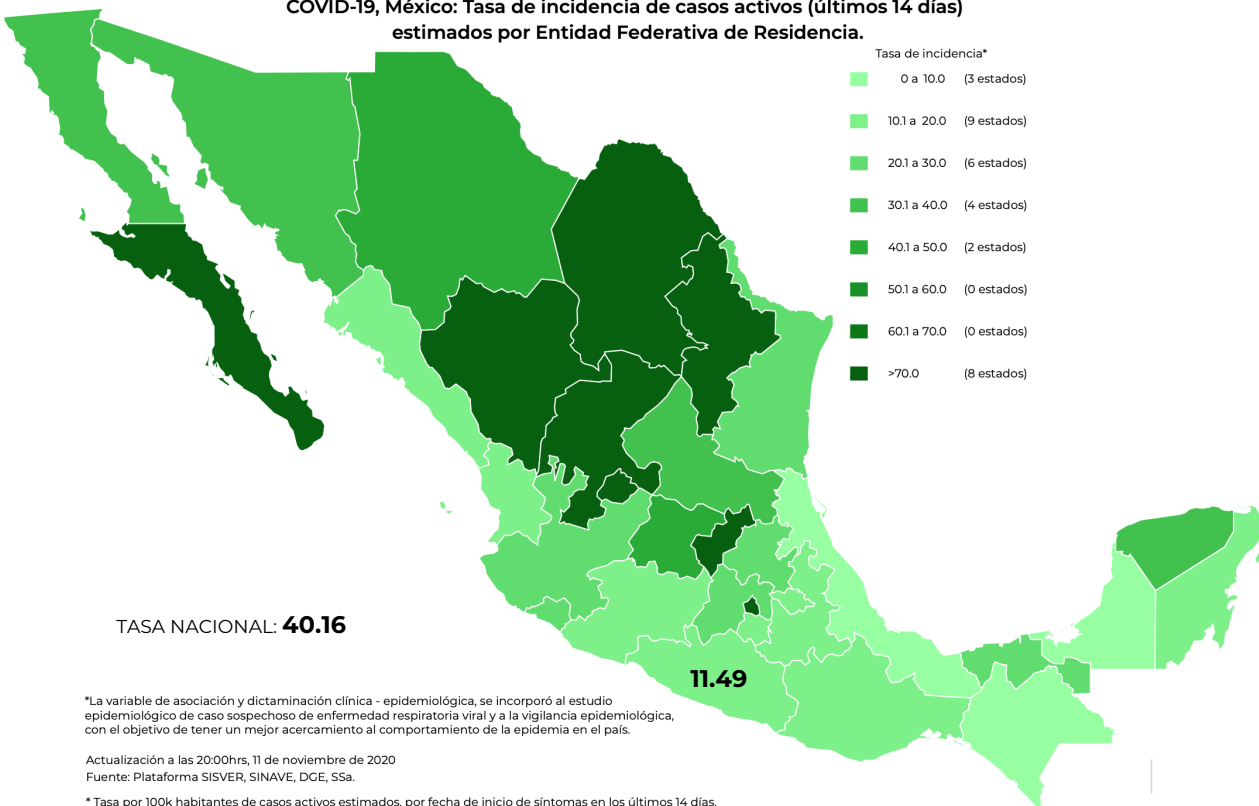 COVID-19, México: Tasa de incidencia de casos activos (últimos 14 días)
estimados por Entidad Federativa de Residencia.
Tasa de incidencia*
0 a 10.0 (3 estados)
10.1 a 20.0 (9 estados)
20.1 a 30.0 (6 estados)
30.1 a 40.0 (4 estados)
40.1 a 50.0 (2 estados)
50.1 a 60.0 (0 estados)
60.1 a 70.0 (0 estados)
>70.0 (8 estados)
TASA NACIONAL: 40.16
11.49
*La variable de asociación y dictaminación clínica - epidemiológica, se incorporó al estudio
epidemiológico de caso sospechoso de enfermedad respiratoria viral y a la vigilancia epidemiológica,
con el objetivo de tener un mejor acercamiento al comportamiento de la epidemia en el país.
Actualización a las 20:00hrs, 11 de noviembre de 2020
Fuente: Plataforma SISVER, SINAVE, DGE, SSa.
* Tasa por 100k habitantes de casos activos estimados, por fecha de inicio de síntomas en los últimos 14 días.